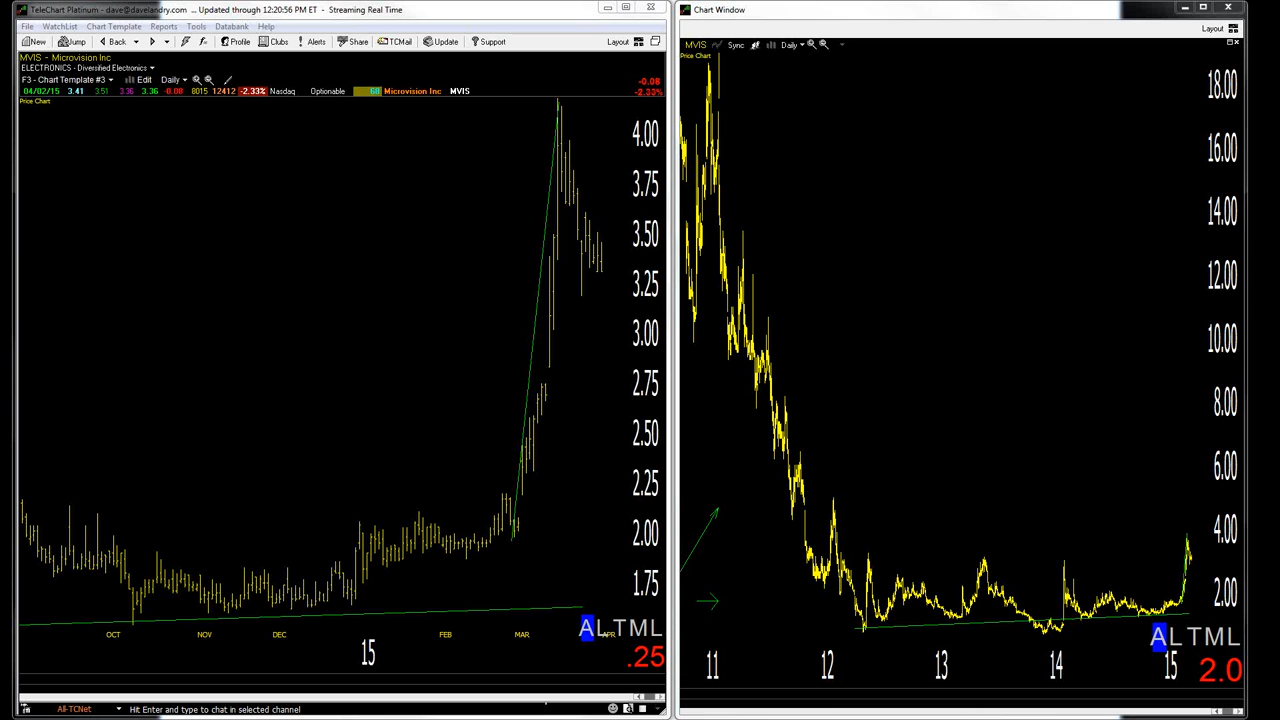 TeleChart Platinum - dave@davelandry.com ... Updated through 12:20:56 PM ET - Streaming Real Time
File WatchList Chart Template Reports Tools Databank Help
New Jump Back Profile Clubs Alerts Share TCMail Update Support Layout
MVIS - Microvision Inc
ELECTRONICS - Diversified Electronics
F3 - Chart Template #3 Edit Daily
-0.08
-2.33%
04/02/15 3.41 3.51 3.36 3.36 -0.08 8015 12412 -2.33% Nasdaq Optionable 60 Microvision Inc MVIS
Price Chart
4.00
3.75
3.50
3.25
3.00
2.75
2.50
2.25
2.00
1.75
OCT NOV DEC 15 FEB MAR APR
ALTML
.25
All-TCNet Hit Enter and type to chat in selected channel
Chart Window
Layout
MVIS Sync Daily
Price Chart
18.00
16.00
14.00
12.00
10.00
8.00
6.00
4.00
2.00
11 12 13 14 15
ALTML
2.0